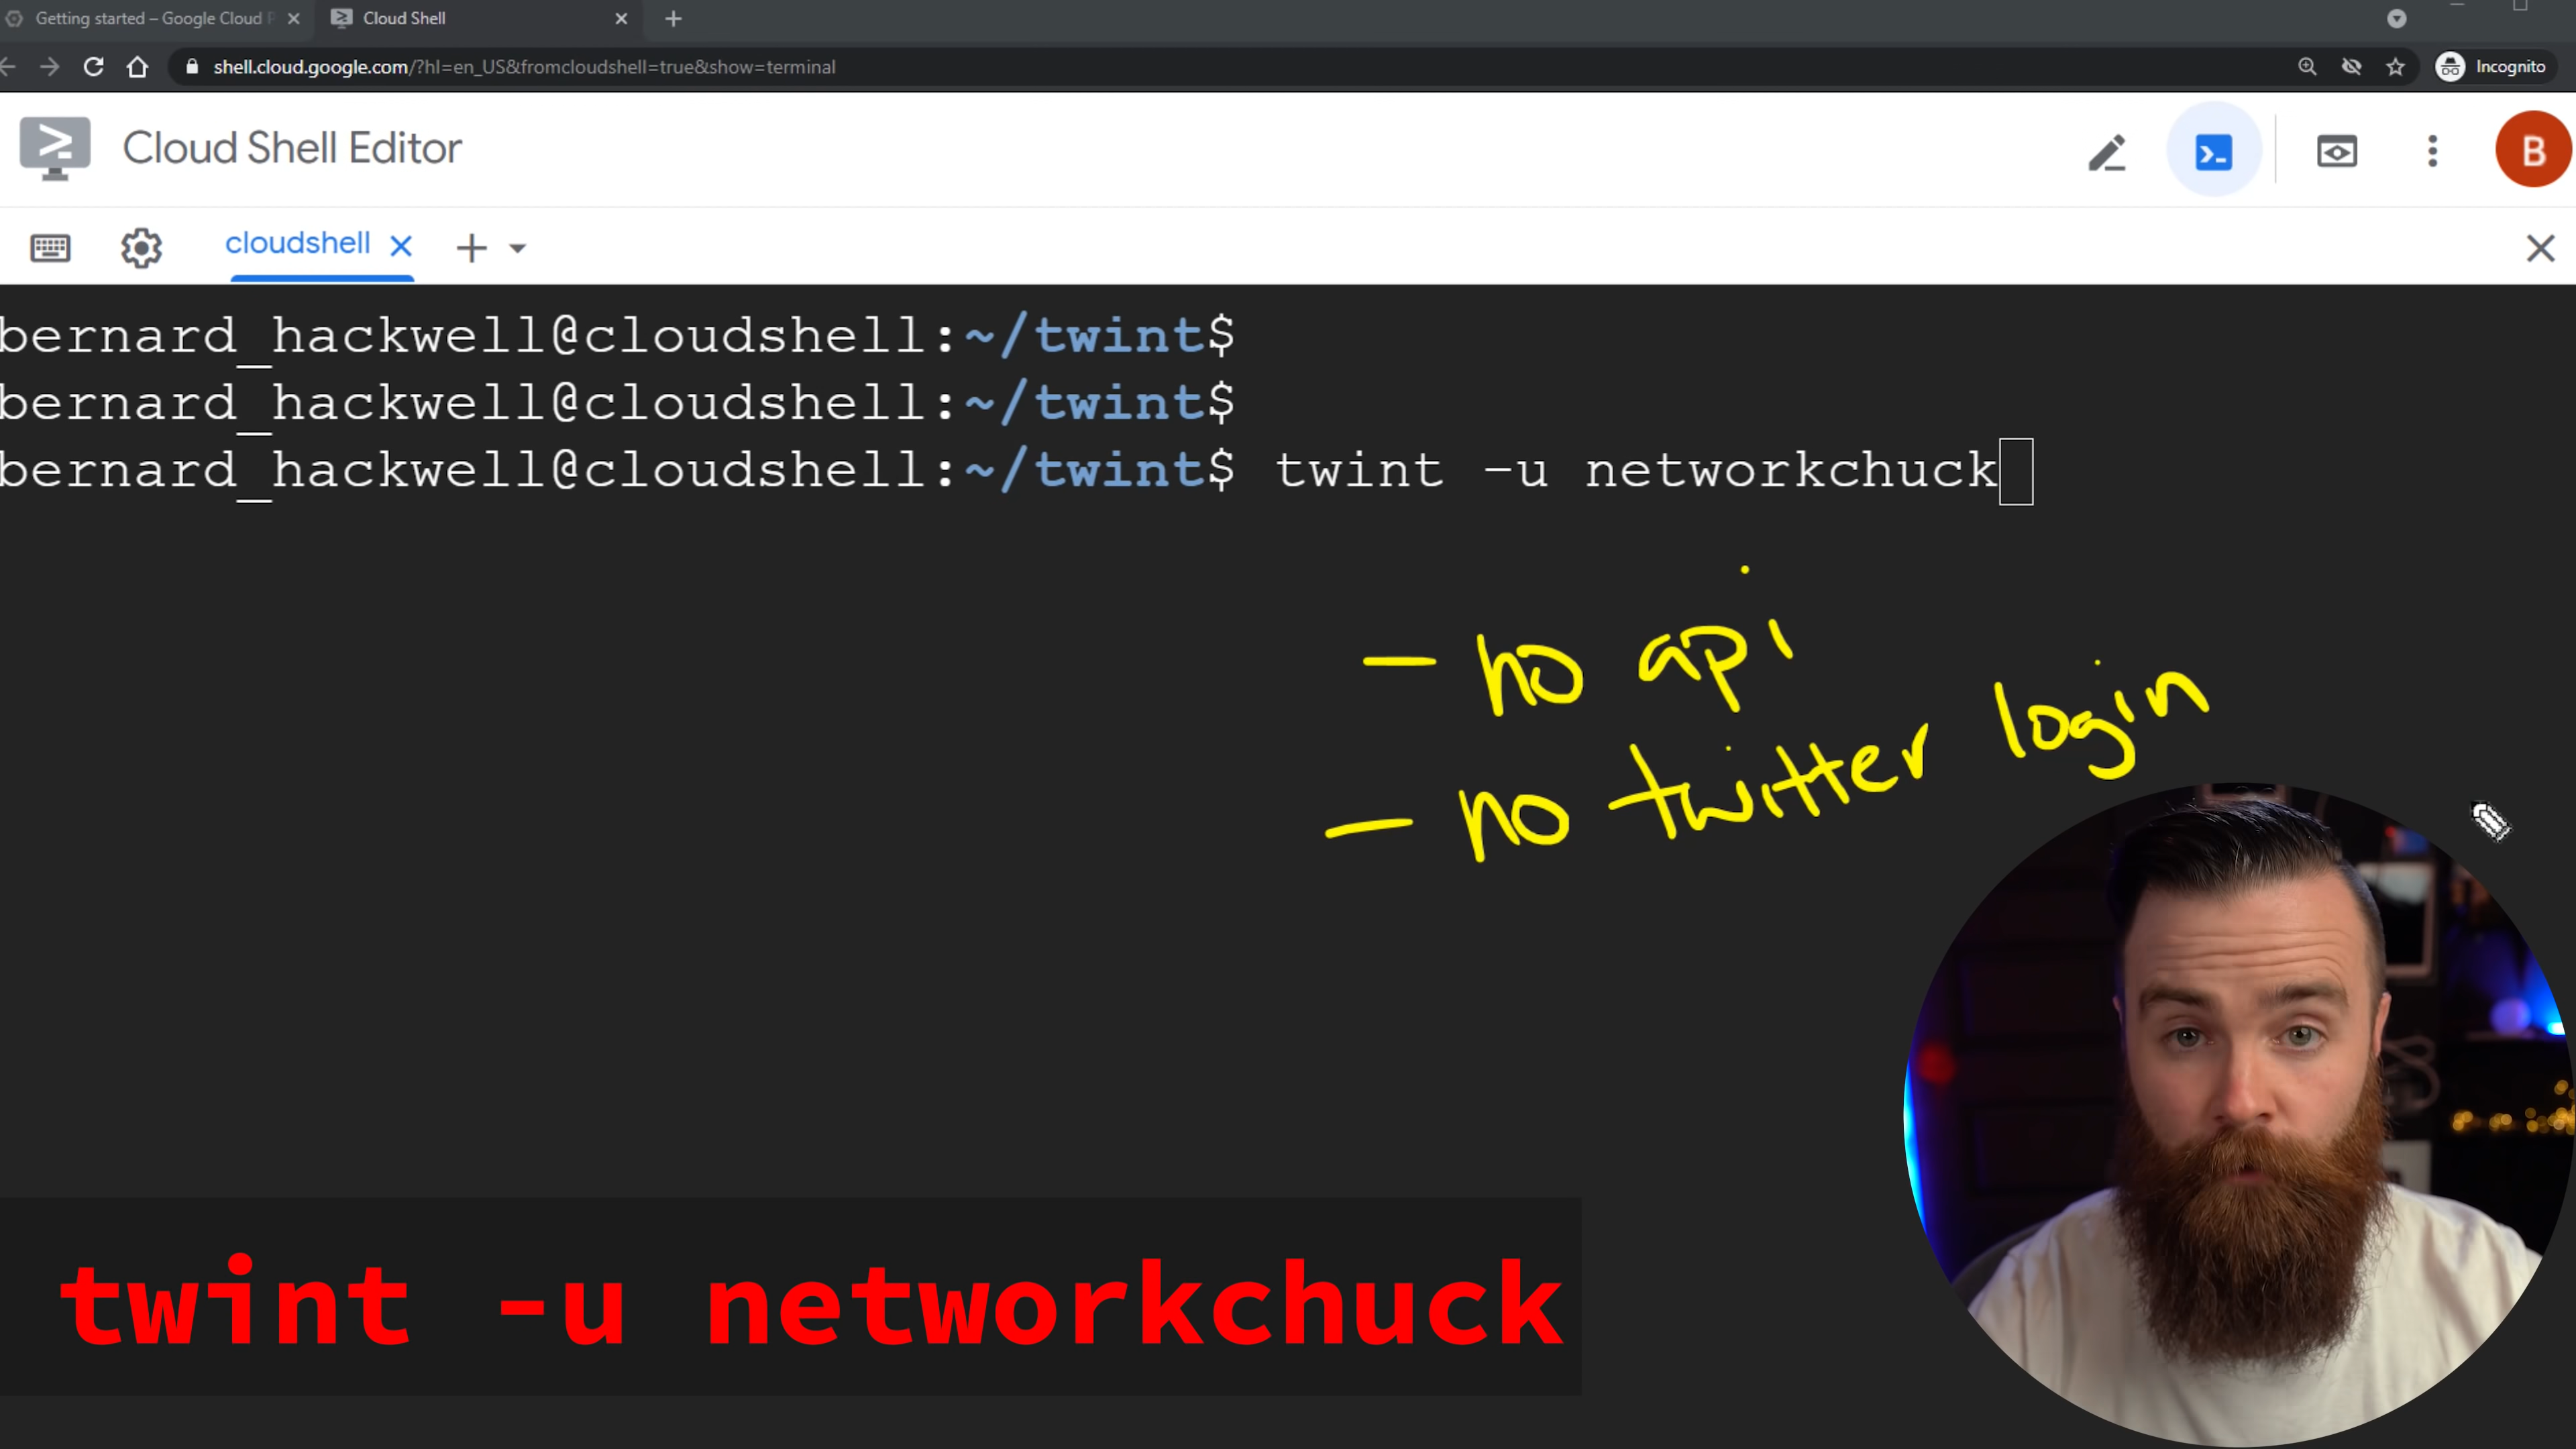 Getting started – Google Cloud P
Cloud Shell
shell.cloud.google.com/?hl=en_US&fromcloudshell=true&show=terminal
Incognito
Cloud Shell Editor
B
cloudshell
bernard_hackwell@cloudshell:~/twint$
bernard_hackwell@cloudshell:~/twint$
bernard_hackwell@cloudshell:~/twint$ twint -u networkchuck
- no api
- no twitter login
twint -u networkchuck